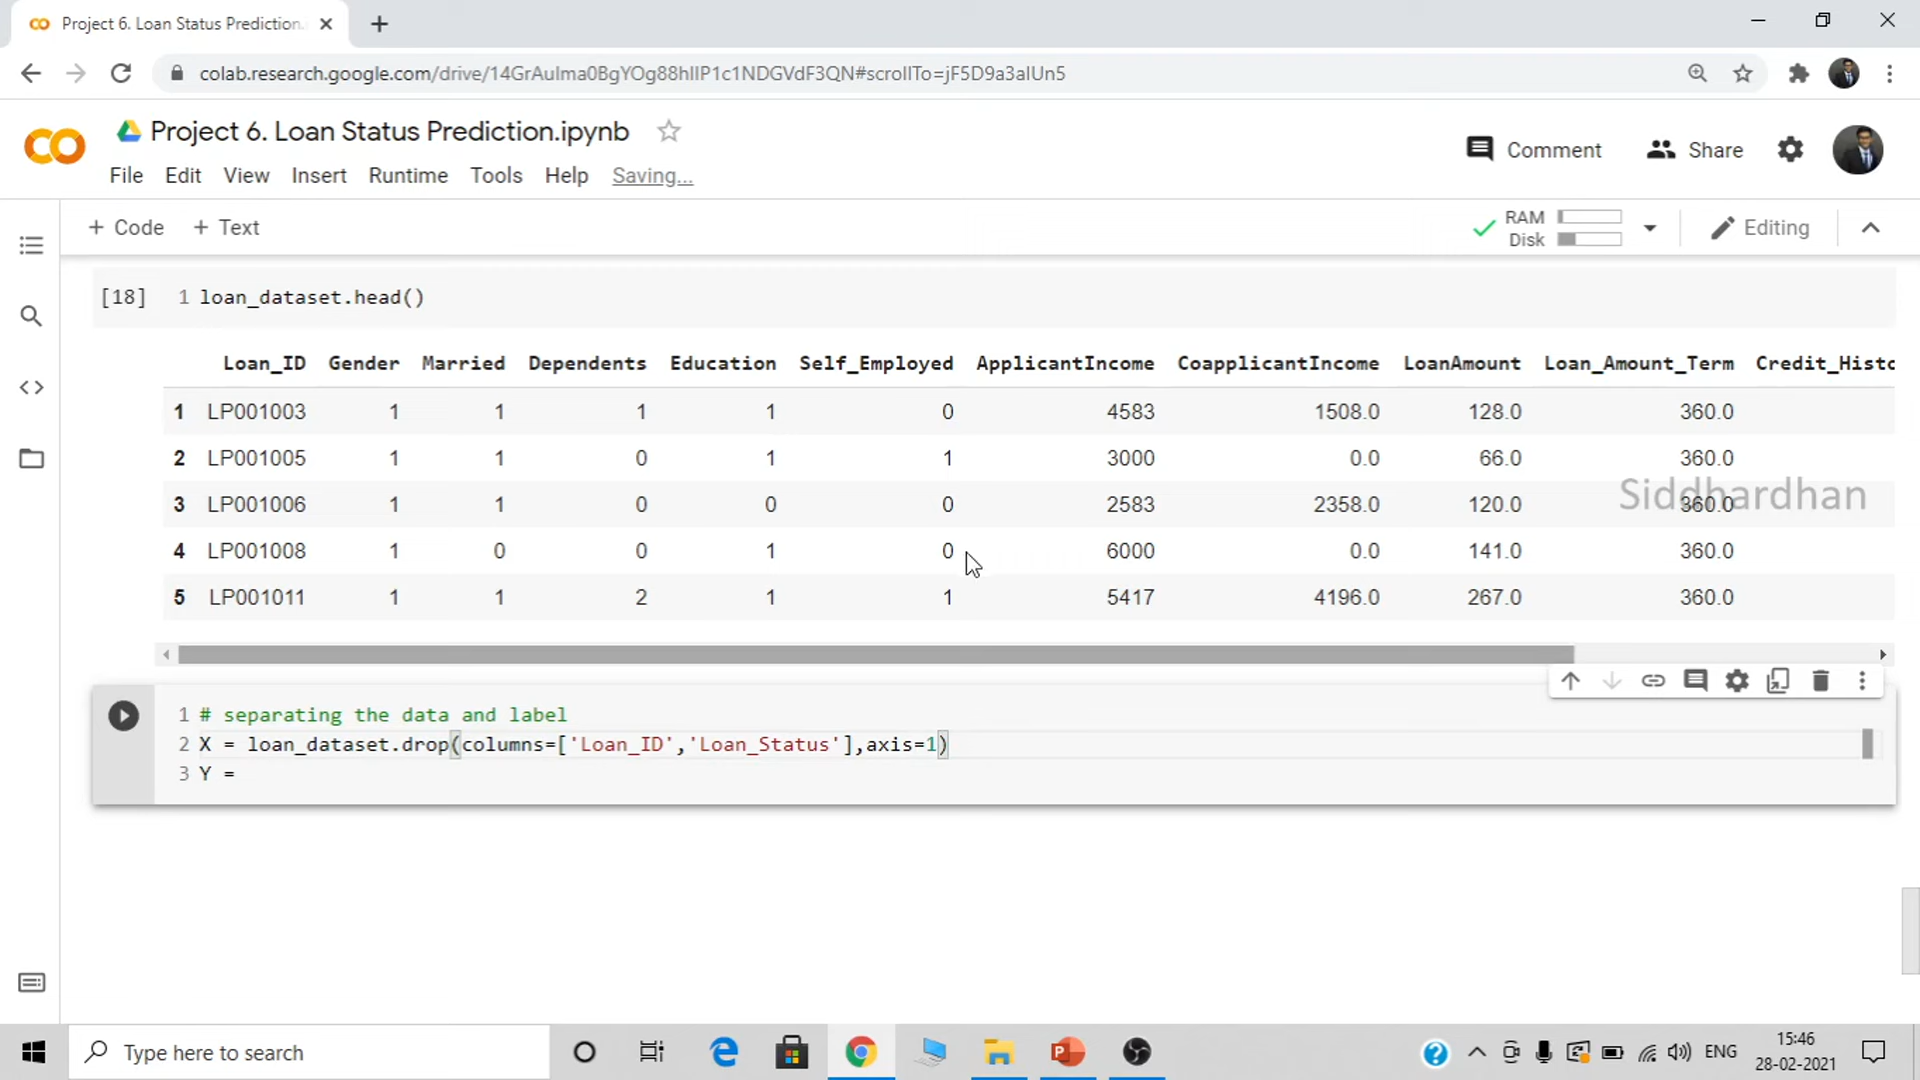 Project 6. Loan Status Prediction.
colab.research.google.com/drive/14GrAulma0BgYOg88hIIP1c1NDGVdF3QN#scrollTo=jF5D9a3aIUn5
Project 6. Loan Status Prediction.ipynb
Comment Share
File Edit View Insert Runtime Tools Help Saving...
+ Code + Text
RAM
Disk
Editing
[18] 1 loan_dataset.head()
Loan_ID Gender Married Dependents Education Self_Employed ApplicantIncome CoapplicantIncome LoanAmount Loan_Amount_Term Credit_Histo
1 LP001003 1 1 1 1 0 4583 1508.0 128.0 360.0
2 LP001005 1 1 0 1 1 3000 0.0 66.0 360.0
3 LP001006 1 1 0 0 0 2583 2358.0 120.0 360.0
Siddhardhan
4 LP001008 1 0 0 1 0 6000 0.0 141.0 360.0
5 LP001011 1 1 2 1 1 5417 4196.0 267.0 360.0
1 # separating the data and label
2 X = loan_dataset.drop(columns=['Loan_ID','Loan_Status'],axis=1)
3 Y =
Type here to search
ENG
15:46
28-02-2021